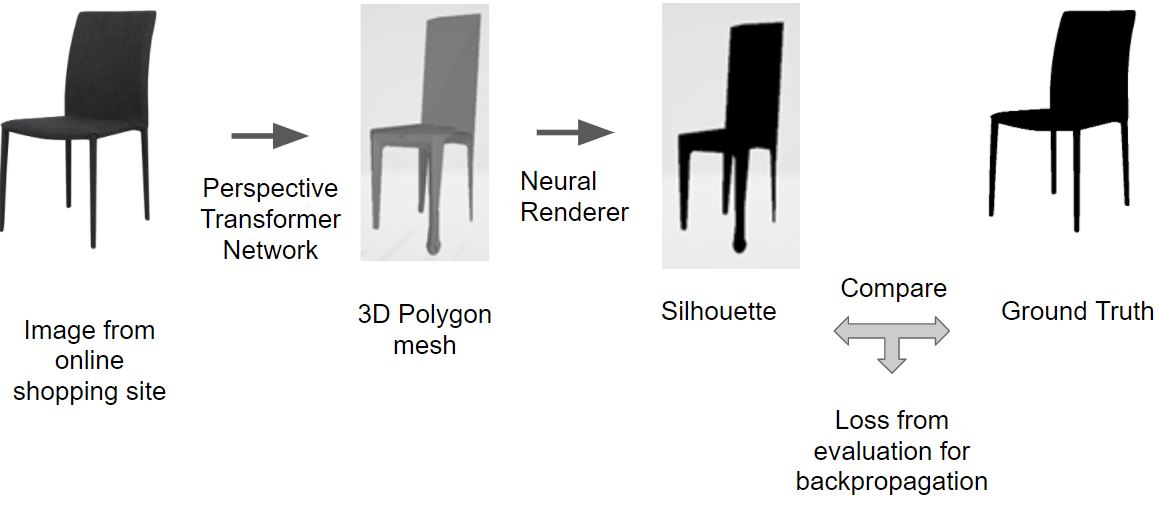 Perspective
Transformer
Network
Neural
Renderer
Image from
online
shopping site
3D Polygon
mesh
Silhouette
Compare
Ground Truth
Loss from
evaluation for
backpropagation